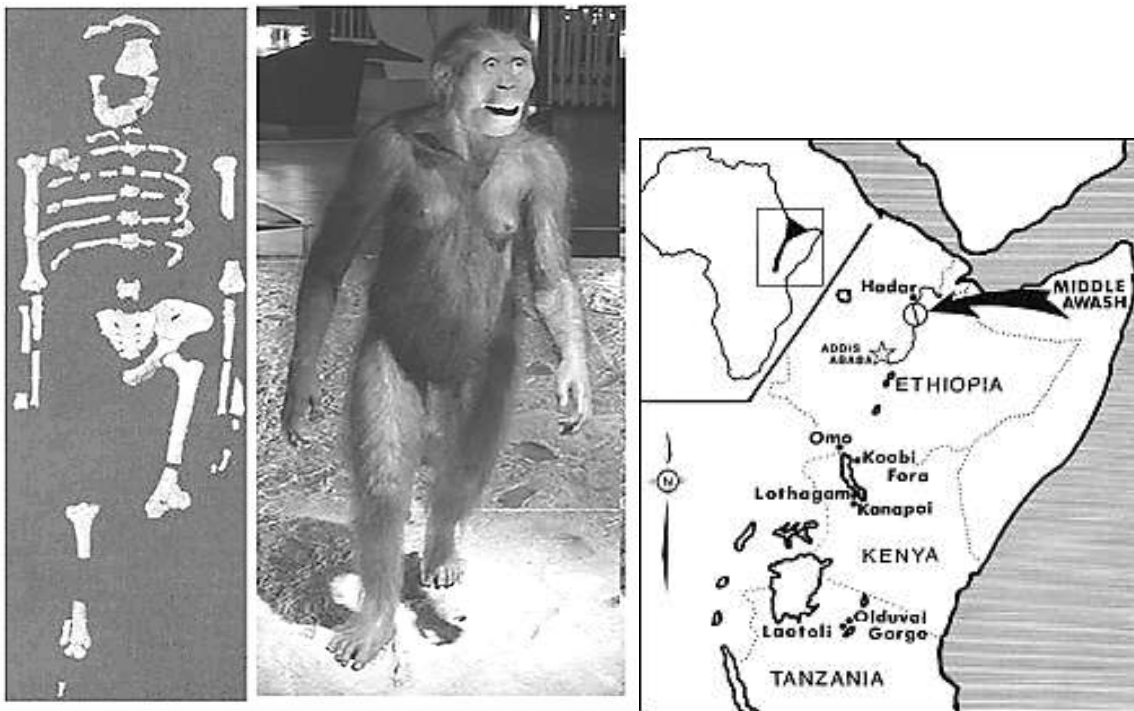 Hadar
MIDDLE
AWASH
ADDIS
ABABA
ETHIOPIA
Omo
Koobi
Fora
Lothagam
Kanapoi
N
KENYA
Olduvai
Laetoli
Gorge
TANZANIA